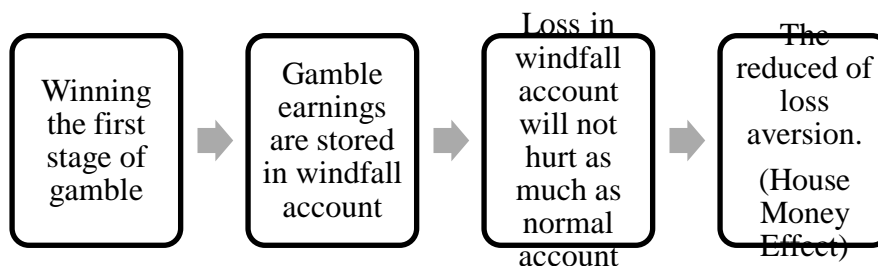 Winning
the first
stage of
gamble
Gamble
earnings
are stored
in windfall
account
Loss in
windfall
account
will not
hurt as
much as
normal
account
The
reduced of
loss
aversion.
(House
Money
Effect)